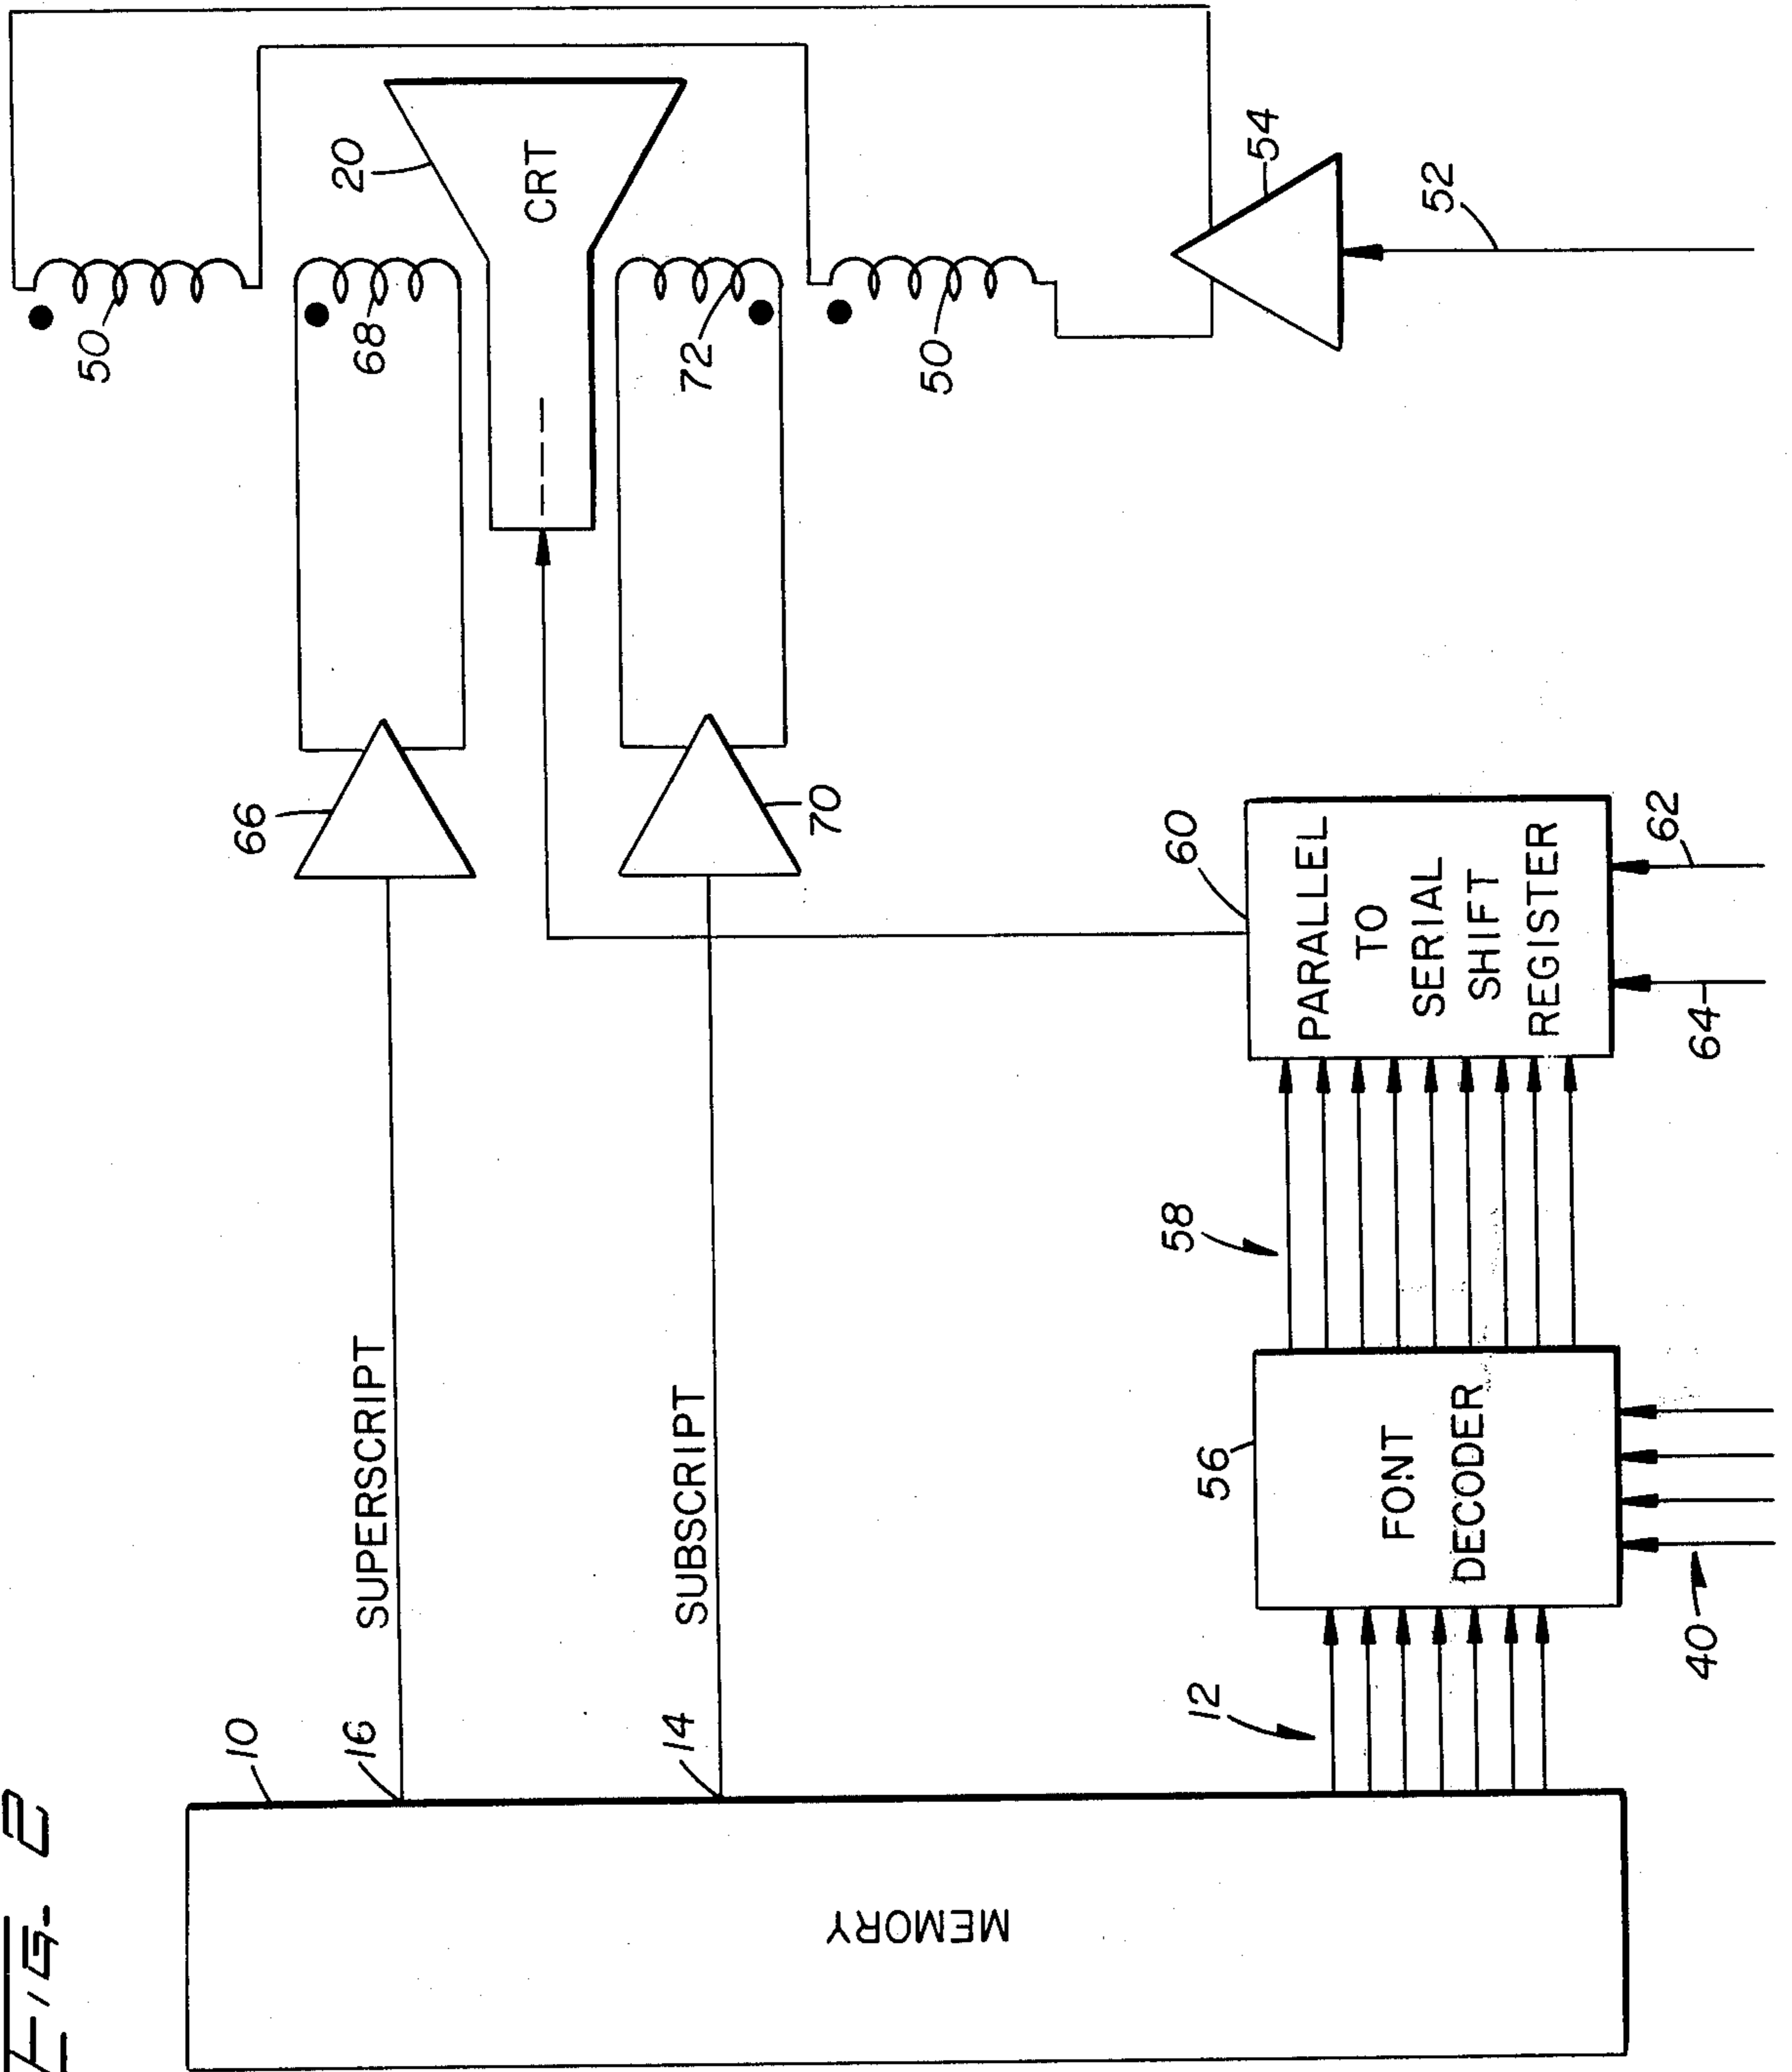 FIG. 2
50
68
20
CRT
72
50
54
52
66
70
60
PARALLEL
TO
SERIAL
SHIFT
REGISTER
62
64
58
SUPERSCRIPT
SUBSCRIPT
56
FONT
DECODER
40
12
10
16
14
MEMORY